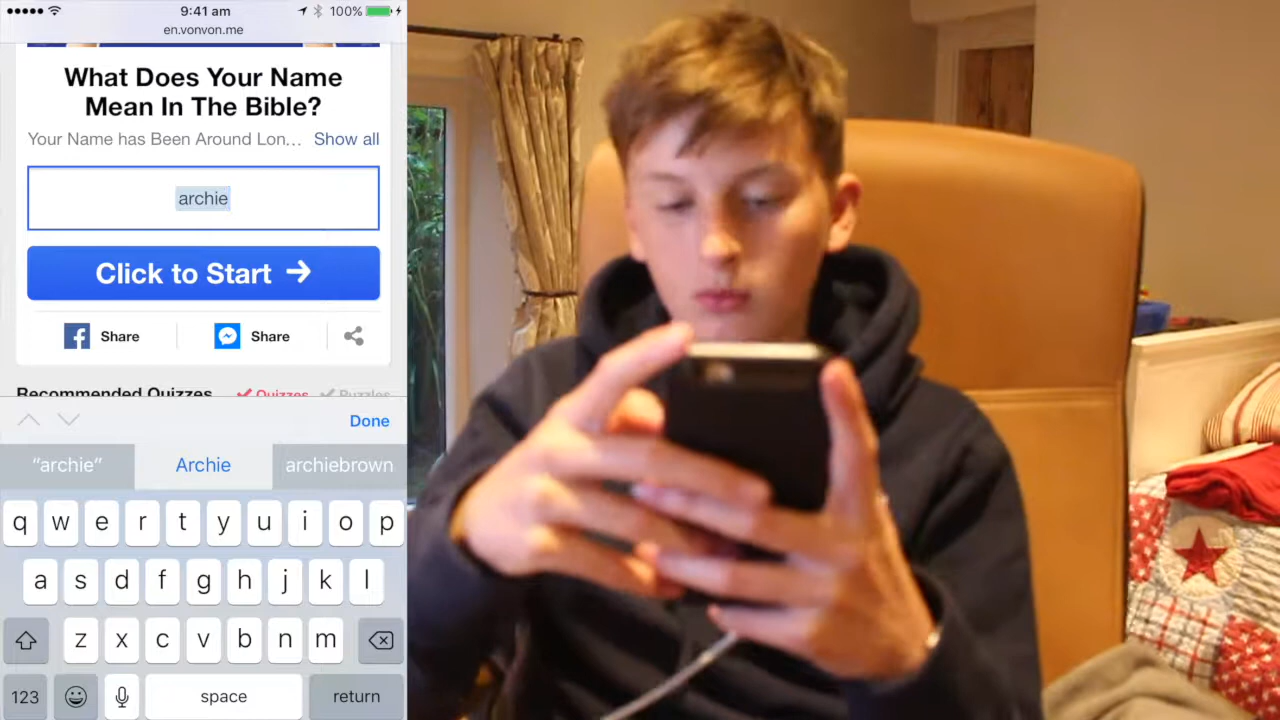 9:41 am 100%
en.vonvon.me
What Does Your Name
Mean In The Bible?
Your Name has Been Around Lon... Show all
archie
Click to Start →
Share Share
Recommended Quizzes Quizzes Puzzles
Done
“archie” Archie archiebrown
q w e r t y u i o p
a s d f g h j k l
z x c v b n m
123 space return